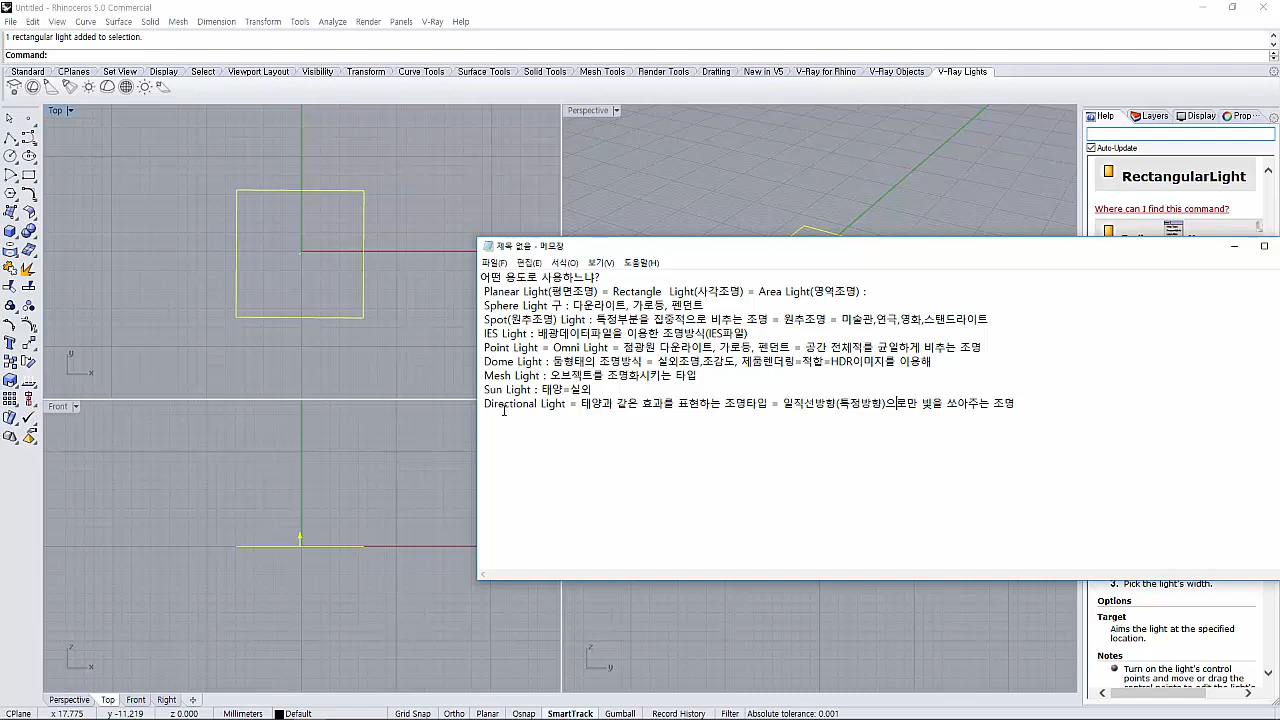 Untitled - Rhinoceros 5.0 Commercial
File Edit View Curve Surface Solid Mesh Dimension Transform Tools Analyze Render Panels V-Ray Help
1 rectangular light added to selection.
Command:
Standard CPlanes Set View Display Select Viewport Layout Visibility Transform Curve Tools Surface Tools Solid Tools Mesh Tools Render Tools Drafting New in V5 V-Ray for Rhino V-Ray Objects V-Ray Lights
Top
Perspective
Help Layers Display Prop...
Auto-Update
RectangularLight
Where can I find this command?
제목 없음 - 메모장
파일(F) 편집(E) 서식(O) 보기(V) 도움말(H)
어떤 용도로 사용하느냐?
Planear Light(평면조명) = Rectangle Light(사각조명) = Area Light(영역조명) :
Sphere Light 구 : 다운라이트, 가로등, 펜던트
Spot(원추조명) Light : 특정부분을 집중적으로 비추는 조명 = 원추조명 = 미술관,연극,영화,스탠드라이트
IES Light : 배광데이티파일을 이용한 조명방식(IES파일)
Point Light = Omni Light = 정광원 다운라이트, 가로등, 펜던트 = 공간 전체적를 균일하게 비추는 조명
Dome Light : 돔형태의 조명방식 = 실외조명,조감도, 제품렌더링=적합=HDR이미지를 이용해
Mesh Light : 오브젝트를 조명화시키는 타입
Sun Light : 태양=실외
Directional Light = 태양과 같은 효과를 표현하는 조명타입 = 일직선방향(특정방향)으로만 빛을 쏘아주는 조명
y
x
Front
z
x
z
y
3. Pick the light's width.
Options
Target
Aims the light at the specified
location.
Notes
Turn on the light's control
points and move or drag the
Perspective Top Front Right
CPlane x 17.775 y -11.219 z 0.000 Millimeters Default Grid Snap Ortho Planar Osnap SmartTrack Gumball Record History Filter Absolute tolerance: 0.001